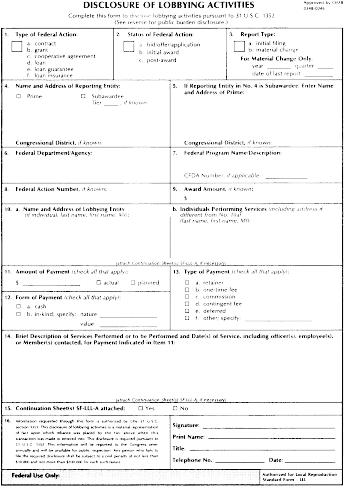 DISCLOSURE OF LOBBYING ACTIVITIES
Approved by OMB
0348-0046
Complete this form to disclose lobbying activities pursuant to 31 U.S.C. 1352
(See reverse for public burden disclosure.)
1. Type of Federal Action:
a. contract
b. grant
c. cooperative agreement
d. loan
e. loan guarantee
f. loan insurance
2. Status of Federal Action:
a. bid/offer/application
b. initial award
c. post-award
3. Report Type:
a. initial filing
b. material change
For Material Change Only:
year quarter
date of last report
4. Name and Address of Reporting Entity:
☐ Prime ☐ Subawardee
Tier , if known:
Congressional District, if known:
5. If Reporting Entity in No. 4 is Subawardee, Enter Name
and Address of Prime:
Congressional District, if known:
6. Federal Department/Agency:
7. Federal Program Name/Description:
CFDA Number, if applicable:
8. Federal Action Number, if known:
9. Award Amount, if known:
$
10. a. Name and Address of Lobbying Entity
(if individual, last name, first name, MI):
b. Individuals Performing Services (including address if
different from No. 10a)
(last name, first name, MI):
(attach Continuation Sheet(s) SF-LLL-A, if necessary)
11. Amount of Payment (check all that apply):
$ ☐ actual ☐ planned
12. Form of Payment (check all that apply):
☐ a. cash
☐ b. in-kind; specify: nature
value
13. Type of Payment (check all that apply):
☐ a. retainer
☐ b. one-time fee
☐ c. commission
☐ d. contingent fee
☐ e. deferred
☐ f. other; specify:
14. Brief Description of Services Performed or to be Performed and Date(s) of Service, including officer(s), employee(s),
or Member(s) contacted, for Payment Indicated in Item 11:
(attach Continuation Sheet(s) SF-LLL-A, if necessary)
15. Continuation Sheet(s) SF-LLL-A attached: ☐ Yes ☐ No
16. Information requested through this form is authorized by title 31 U.S.C.
section 1352. This disclosure of lobbying activities is a material representation
of fact upon which reliance was placed by the tier above when this
transaction was made or entered into. This disclosure is required pursuant to
31 U.S.C. 1352. This information will be reported to the Congress semi-
annually and will be available for public inspection. Any person who fails to
file the required disclosure shall be subject to a civil penalty of not less than
$10,000 and not more than $100,000 for each such failure.
Signature:
Print Name:
Title:
Telephone No.: Date:
Federal Use Only:
Authorized for Local Reproduction
Standard Form - LLL